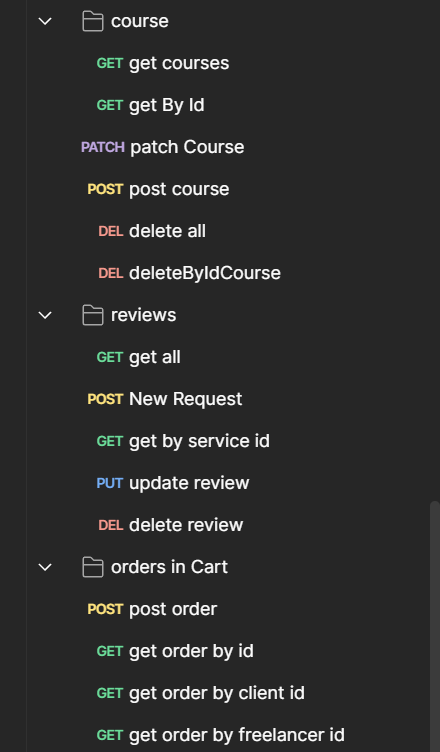 course
GET get courses
GET get By Id
PATCH patch Course
POST post course
DEL delete all
DEL deleteByIdCourse
reviews
GET get all
POST New Request
GET get by service id
PUT update review
DEL delete review
orders in Cart
POST post order
GET get order by id
GET get order by client id
GET get order by freelancer id